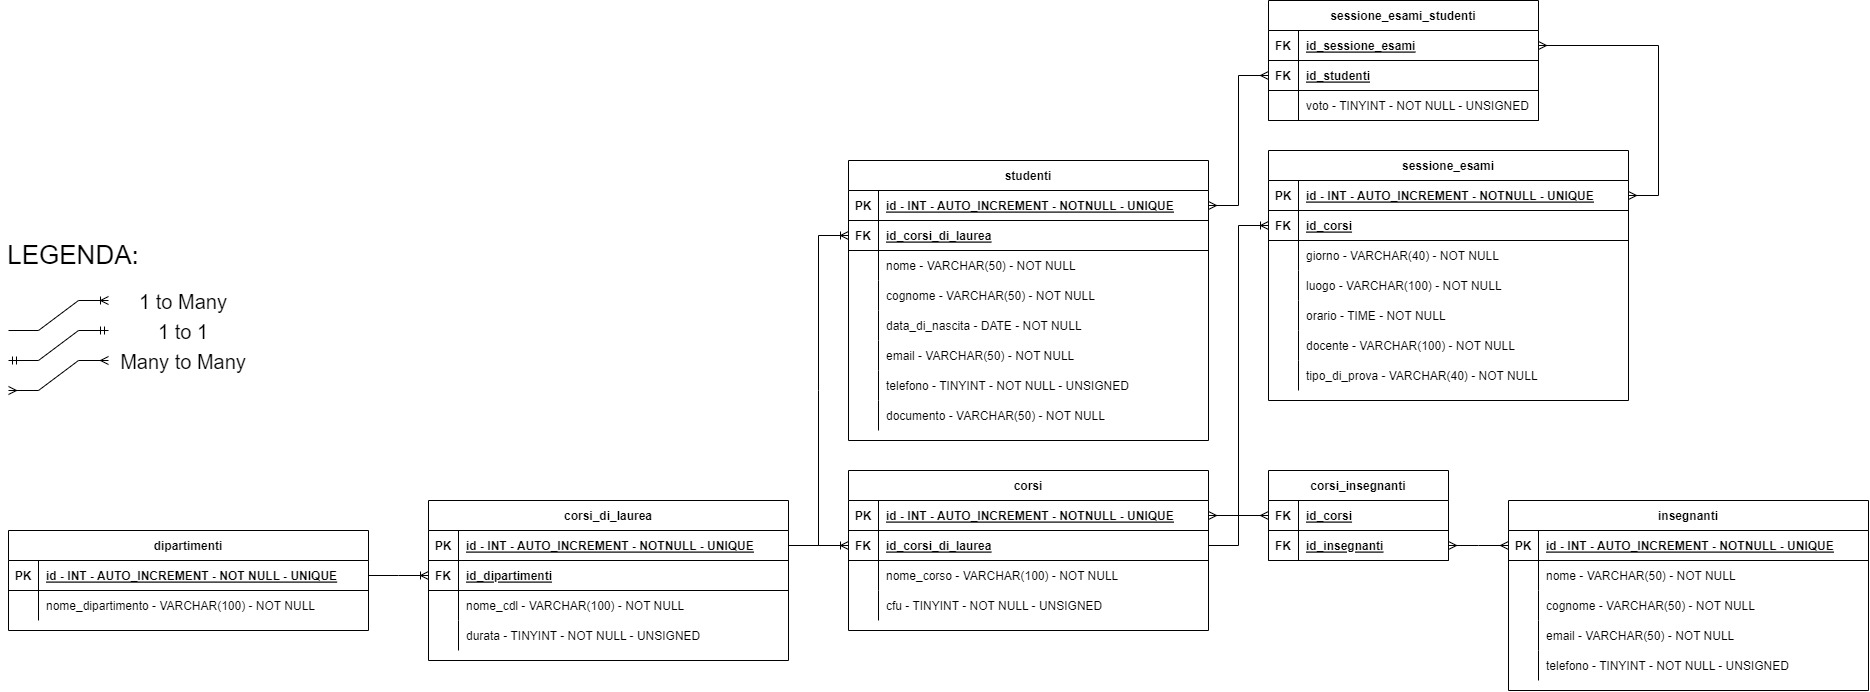 sessione_esami_studenti
FK id_sessione_esami
FK id_studenti
voto - TINYINT - NOT NULL - UNSIGNED
studenti
PK id - INT - AUTO_INCREMENT - NOTNULL - UNIQUE
FK id_corsi_di_laurea
nome - VARCHAR(50) - NOT NULL
cognome - VARCHAR(50) - NOT NULL
data_di_nascita - DATE - NOT NULL
email - VARCHAR(50) - NOT NULL
telefono - TINYINT - NOT NULL - UNSIGNED
documento - VARCHAR(50) - NOT NULL
sessione_esami
PK id - INT - AUTO_INCREMENT - NOTNULL - UNIQUE
FK id_corsi
giorno - VARCHAR(40) - NOT NULL
luogo - VARCHAR(100) - NOT NULL
orario - TIME - NOT NULL
docente - VARCHAR(100) - NOT NULL
tipo_di_prova - VARCHAR(40) - NOT NULL
LEGENDA:
1 to Many
1 to 1
Many to Many
dipartimenti
PK id - INT - AUTO_INCREMENT - NOT NULL - UNIQUE
nome_dipartimento - VARCHAR(100) - NOT NULL
corsi_di_laurea
PK id - INT - AUTO_INCREMENT - NOTNULL - UNIQUE
FK id_dipartimenti
nome_cdl - VARCHAR(100) - NOT NULL
durata - TINYINT - NOT NULL - UNSIGNED
corsi
PK id - INT - AUTO_INCREMENT - NOTNULL - UNIQUE
FK id_corsi_di_laurea
nome_corso - VARCHAR(100) - NOT NULL
cfu - TINYINT - NOT NULL - UNSIGNED
corsi_insegnanti
FK id_corsi
FK id_insegnanti
insegnanti
PK id - INT - AUTO_INCREMENT - NOTNULL - UNIQUE
nome - VARCHAR(50) - NOT NULL
cognome - VARCHAR(50) - NOT NULL
email - VARCHAR(50) - NOT NULL
telefono - TINYINT - NOT NULL - UNSIGNED